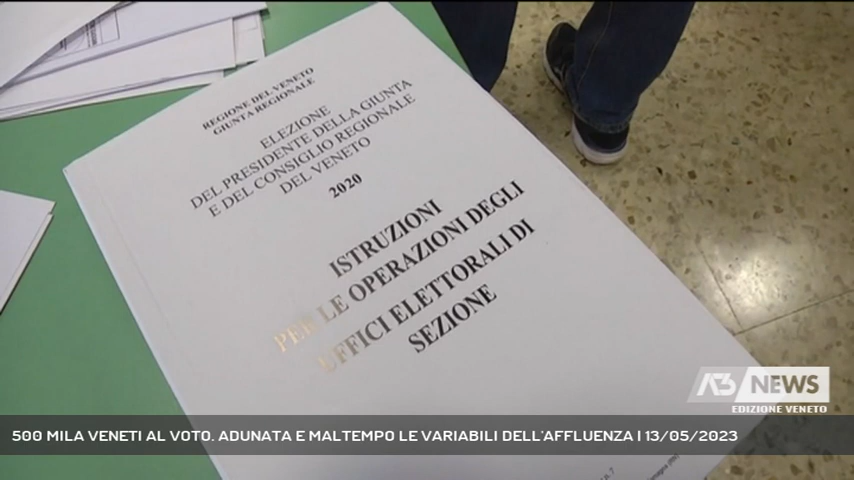 REGIONE DEL VENETO
GIUNTA REGIONALE
ELEZIONE
DEL PRESIDENTE DELLA GIUNTA
E DEL CONSIGLIO REGIONALE
DEL VENETO
2020
ISTRUZIONI
PER LE OPERAZIONI DEGLI
UFFICI ELETTORALI DI
SEZIONE
A3 NEWS
EDIZIONE VENETO
500 MILA VENETI AL VOTO. ADUNATA E MALTEMPO LE VARIABILI DELL'AFFLUENZA | 13/05/2023